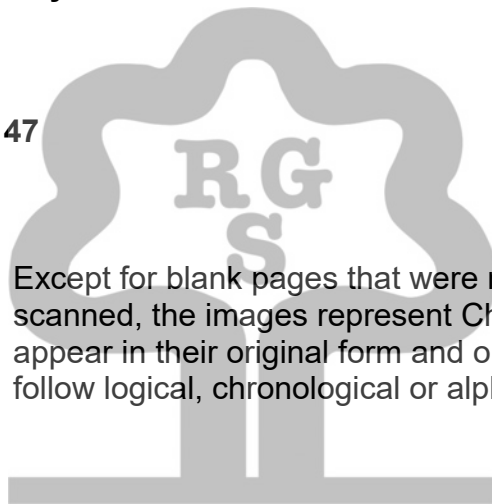 47
RG
S
Except for blank pages that were
scanned, the images represent
appear in their original form and
follow logical, chronological or